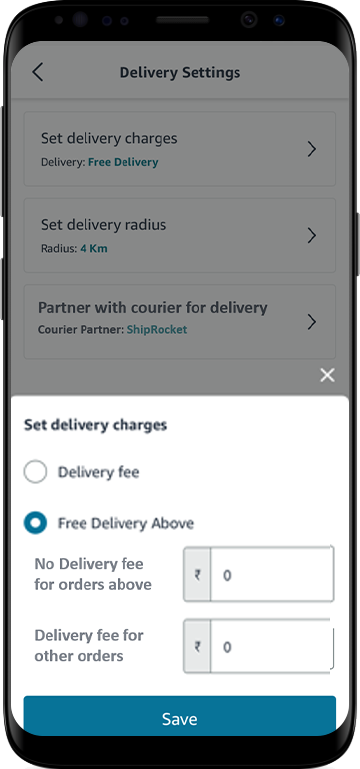 Delivery Settings
Set delivery charges
Delivery: Free Delivery
Set delivery radius
Radius: 4 Km
Partner with courier for delivery
Courier Partner: ShipRocket
Set delivery charges
Delivery fee
Free Delivery Above
No Delivery fee
for orders above
₹ 0
Delivery fee for
other orders
₹ 0
Save